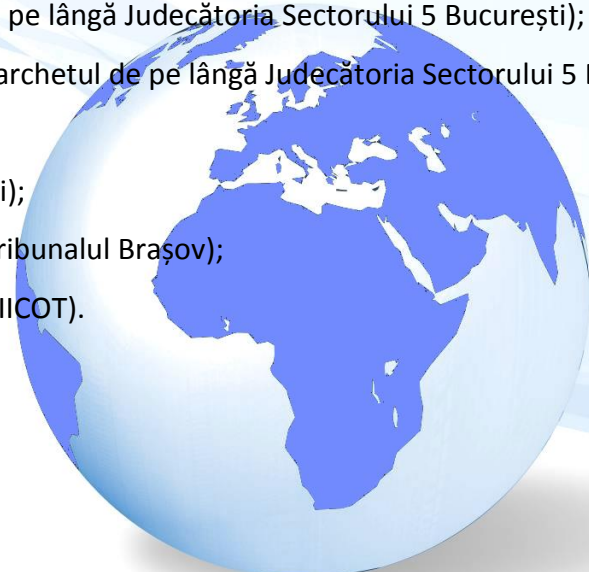 pe lângă Judecătoria Sectorului 5 București);
archetul de pe lângă Judecătoria Sectorului 5
i);
ribunalul Brașov);
IICOT).